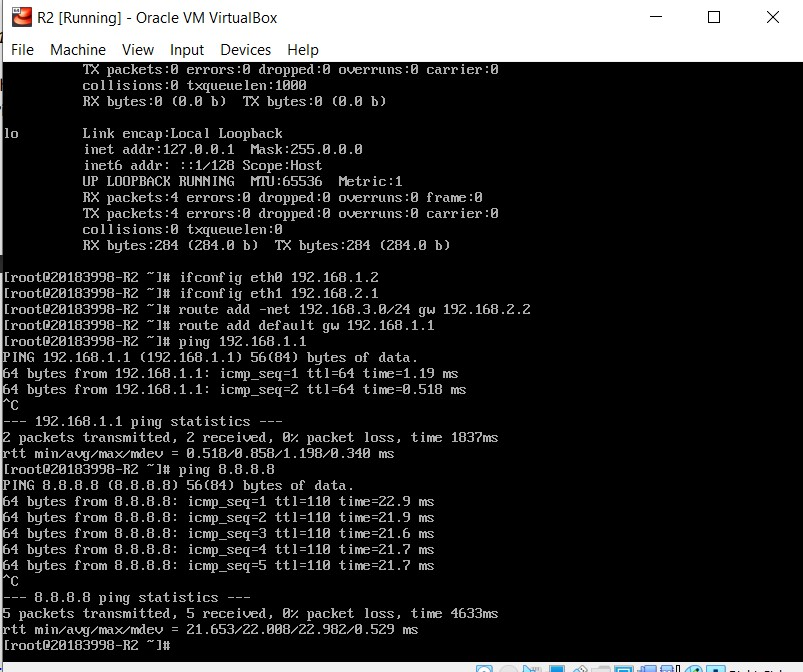 R2 [Running] - Oracle VM VirtualBox
File Machine View Input Devices Help
TX packets:0 errors:0 dropped:0 overruns:0 carrier:0
collisions:0 txqueuelen:1000
RX bytes:0 (0.0 b)  TX bytes:0 (0.0 b)
lo        Link encap:Local Loopback
inet addr:127.0.0.1  Mask:255.0.0.0
inet6 addr: ::1/128 Scope:Host
UP LOOPBACK RUNNING  MTU:65536  Metric:1
RX packets:4 errors:0 dropped:0 overruns:0 frame:0
TX packets:4 errors:0 dropped:0 overruns:0 carrier:0
collisions:0 txqueuelen:0
RX bytes:284 (284.0 b)  TX bytes:284 (284.0 b)
[root@20183998-R2 ~]# ifconfig eth0 192.168.1.2
[root@20183998-R2 ~]# ifconfig eth1 192.168.2.1
[root@20183998-R2 ~]# route add -net 192.168.3.0/24 gw 192.168.2.2
[root@20183998-R2 ~]# route add default gw 192.168.1.1
[root@20183998-R2 ~]# ping 192.168.1.1
PING 192.168.1.1 (192.168.1.1) 56(84) bytes of data.
64 bytes from 192.168.1.1: icmp_seq=1 ttl=64 time=1.19 ms
64 bytes from 192.168.1.1: icmp_seq=2 ttl=64 time=0.518 ms
^C
--- 192.168.1.1 ping statistics ---
2 packets transmitted, 2 received, 0% packet loss, time 1837ms
rtt min/avg/max/mdev = 0.518/0.858/1.198/0.340 ms
[root@20183998-R2 ~]# ping 8.8.8.8
PING 8.8.8.8 (8.8.8.8) 56(84) bytes of data.
64 bytes from 8.8.8.8: icmp_seq=1 ttl=110 time=22.9 ms
64 bytes from 8.8.8.8: icmp_seq=2 ttl=110 time=21.9 ms
64 bytes from 8.8.8.8: icmp_seq=3 ttl=110 time=21.6 ms
64 bytes from 8.8.8.8: icmp_seq=4 ttl=110 time=21.7 ms
64 bytes from 8.8.8.8: icmp_seq=5 ttl=110 time=21.7 ms
^C
--- 8.8.8.8 ping statistics ---
5 packets transmitted, 5 received, 0% packet loss, time 4633ms
rtt min/avg/max/mdev = 21.653/22.008/22.982/0.529 ms
[root@20183998-R2 ~]#